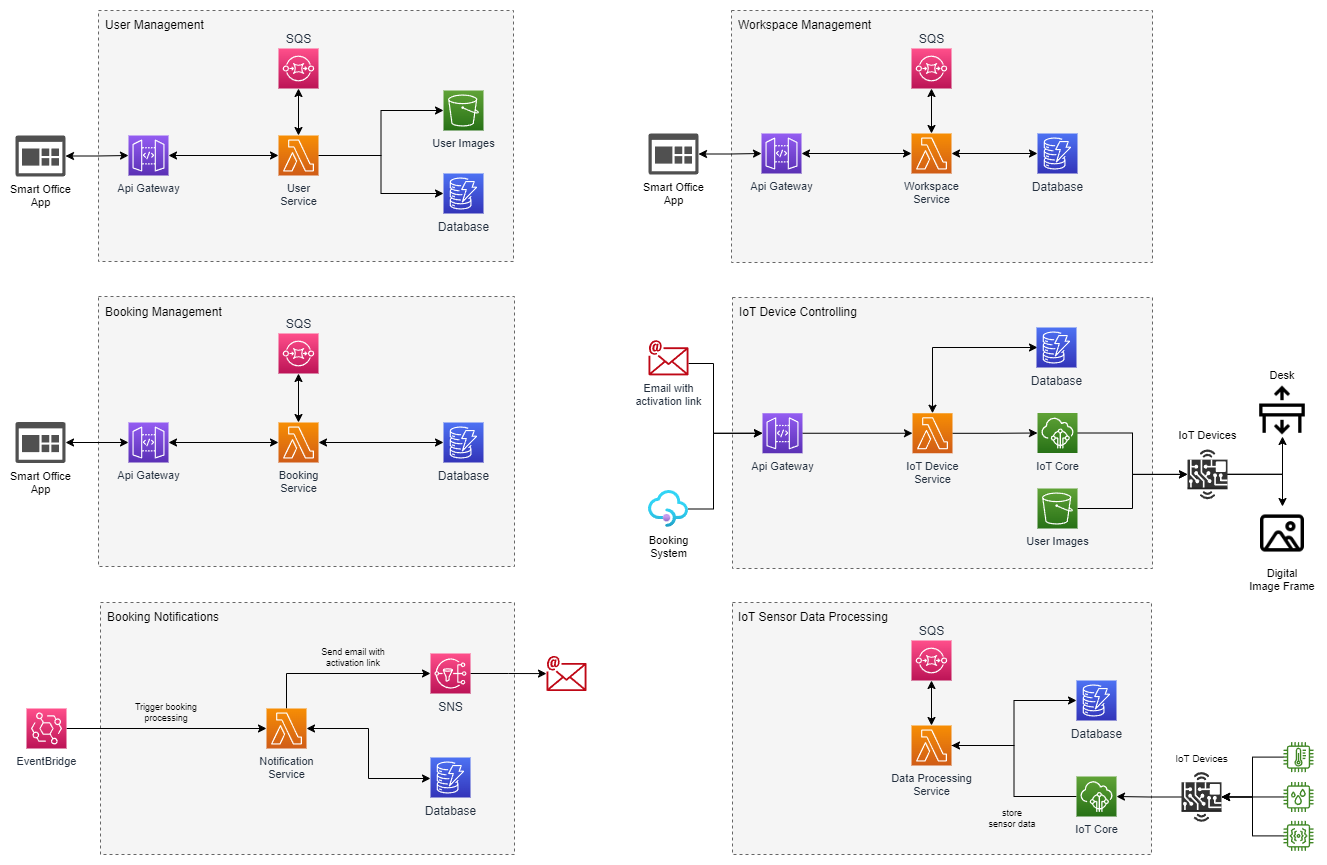 User Management
SQS
User Images
Smart Office
App
Api Gateway
User
Service
Database
Workspace Management
SQS
Smart Office
App
Api Gateway
Workspace
Service
Database
Booking Management
SQS
Smart Office
App
Api Gateway
Booking
Service
Database
IoT Device Controlling
@
Email with
activation link
Booking
System
Api Gateway
IoT Device
Service
Database
IoT Core
User Images
IoT Devices
Desk
Digital
Image Frame
Booking Notifications
EventBridge
Trigger booking
processing
Notification
Service
Send email with
activation link
SNS
Database
@
IoT Sensor Data Processing
SQS
Data Processing
Service
Database
store
sensor data
IoT Core
IoT Devices